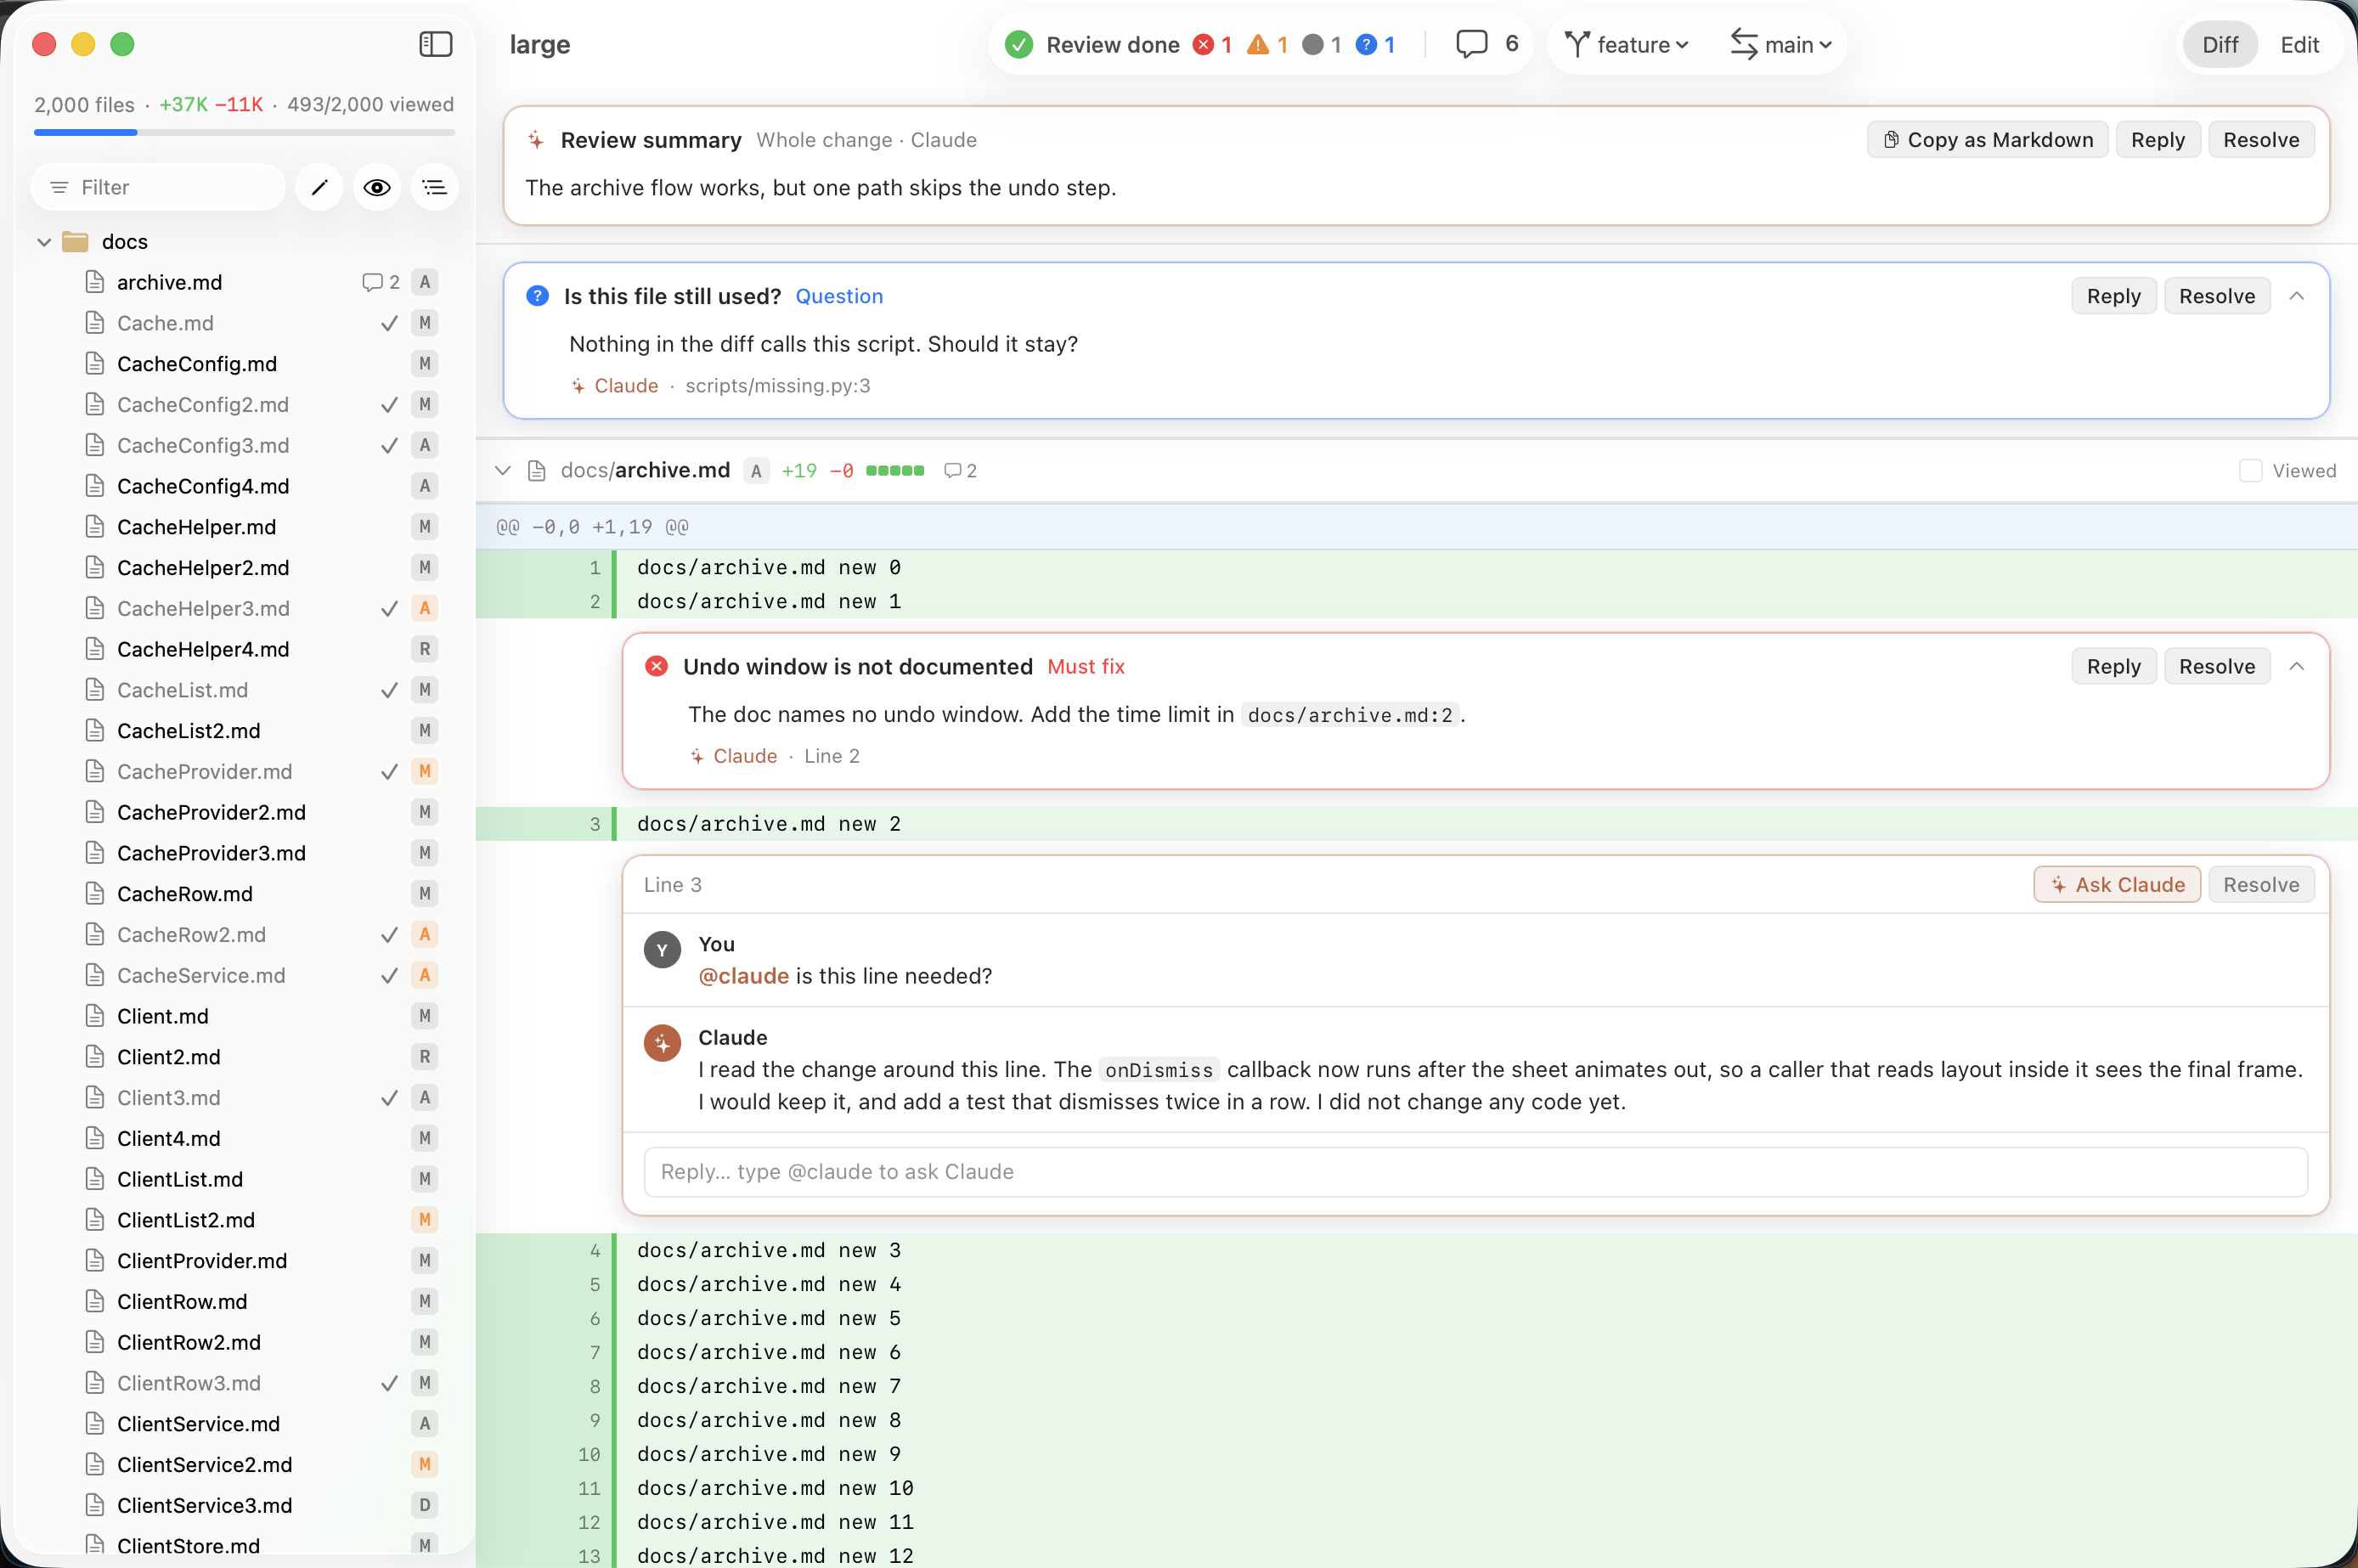 large
Review done 1 1 1 1 6
feature main
Diff Edit
2,000 files · +37K −11K · 493/2,000 viewed
Filter
docs
archive.md 2 A
Cache.md M
CacheConfig.md M
CacheConfig2.md M
CacheConfig3.md A
CacheConfig4.md A
CacheHelper.md M
CacheHelper2.md M
CacheHelper3.md A
CacheHelper4.md R
CacheList.md M
CacheList2.md M
CacheProvider.md M
CacheProvider2.md M
CacheProvider3.md M
CacheRow.md M
CacheRow2.md A
CacheService.md A
Client.md M
Client2.md R
Client3.md A
Client4.md M
ClientList.md M
ClientList2.md M
ClientProvider.md M
ClientRow.md M
ClientRow2.md M
ClientRow3.md M
ClientService.md A
ClientService2.md M
ClientService3.md D
ClientStore.md M
Review summary Whole change · Claude
Copy as Markdown Reply Resolve
The archive flow works, but one path skips the undo step.
? Is this file still used? Question
Reply Resolve
Nothing in the diff calls this script. Should it stay?
Claude · scripts/missing.py:3
docs/archive.md A +19 −0 2
Viewed
@@ −0,0 +1,19 @@
1 docs/archive.md new 0
2 docs/archive.md new 1
Undo window is not documented Must fix
Reply Resolve
The doc names no undo window. Add the time limit in docs/archive.md:2.
Claude · Line 2
3 docs/archive.md new 2
Line 3
Ask Claude Resolve
Y You
@claude is this line needed?
Claude
I read the change around this line. The onDismiss callback now runs after the sheet animates out, so a caller that reads layout inside it sees the final frame.
I would keep it, and add a test that dismisses twice in a row. I did not change any code yet.
Reply... type @claude to ask Claude
4 docs/archive.md new 3
5 docs/archive.md new 4
6 docs/archive.md new 5
7 docs/archive.md new 6
8 docs/archive.md new 7
9 docs/archive.md new 8
10 docs/archive.md new 9
11 docs/archive.md new 10
12 docs/archive.md new 11
13 docs/archive.md new 12